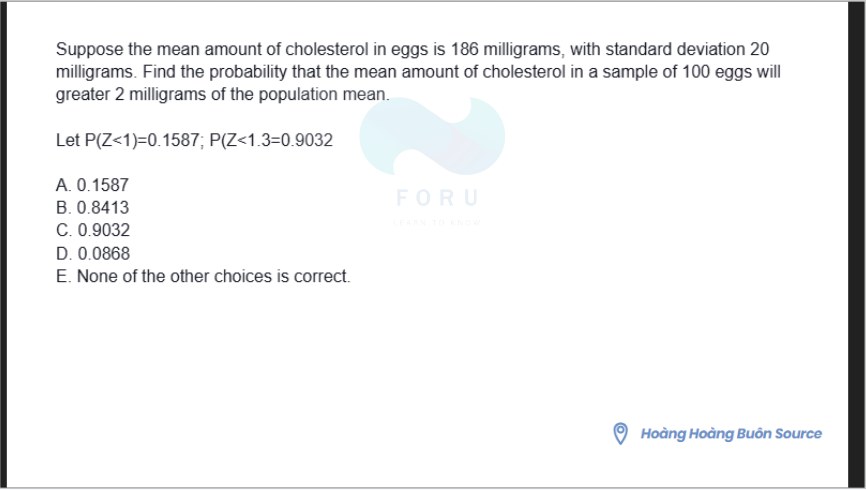 Suppose the mean amount of cholesterol in eggs is 186 milligrams, with standard deviation 20
milligrams. Find the probability that the mean amount of cholesterol in a sample of 100 eggs will
greater 2 milligrams of the population mean.
Let P(Z<1)=0.1587; P(Z<1.3=0.9032
FORU
A. 0.1587
B. 0.8413
C. 0.9032
D. 0.0868
E. None of the other choices is correct.
Hoàng Hoàng Buôn Source